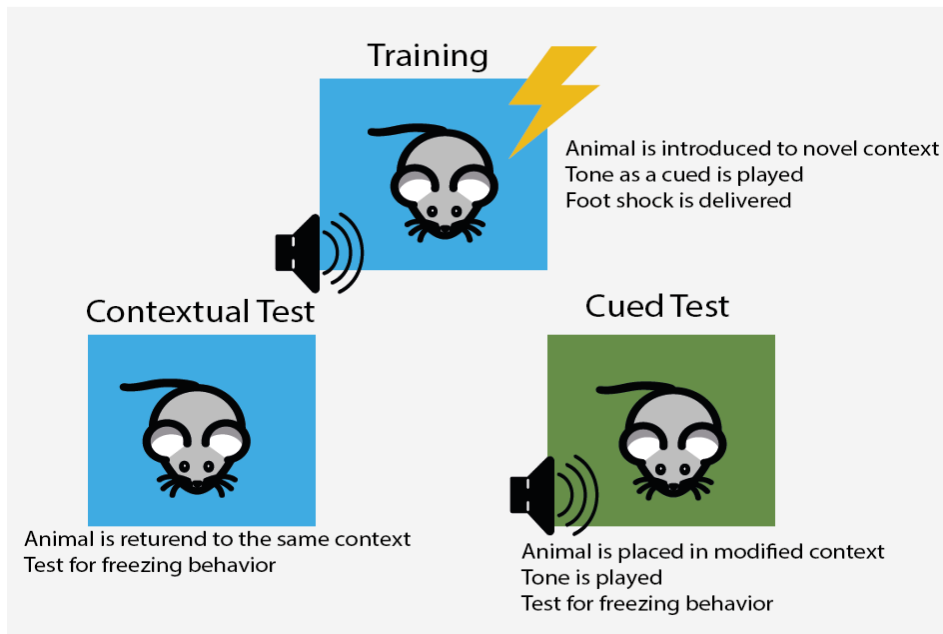 Training
Animal is introduced to novel context
Tone as a cued is played
Foot shock is delivered
Contextual Test
Animal is returend to the same context
Test for freezing behavior
Cued Test
Animal is placed in modified context
Tone is played
Test for freezing behavior